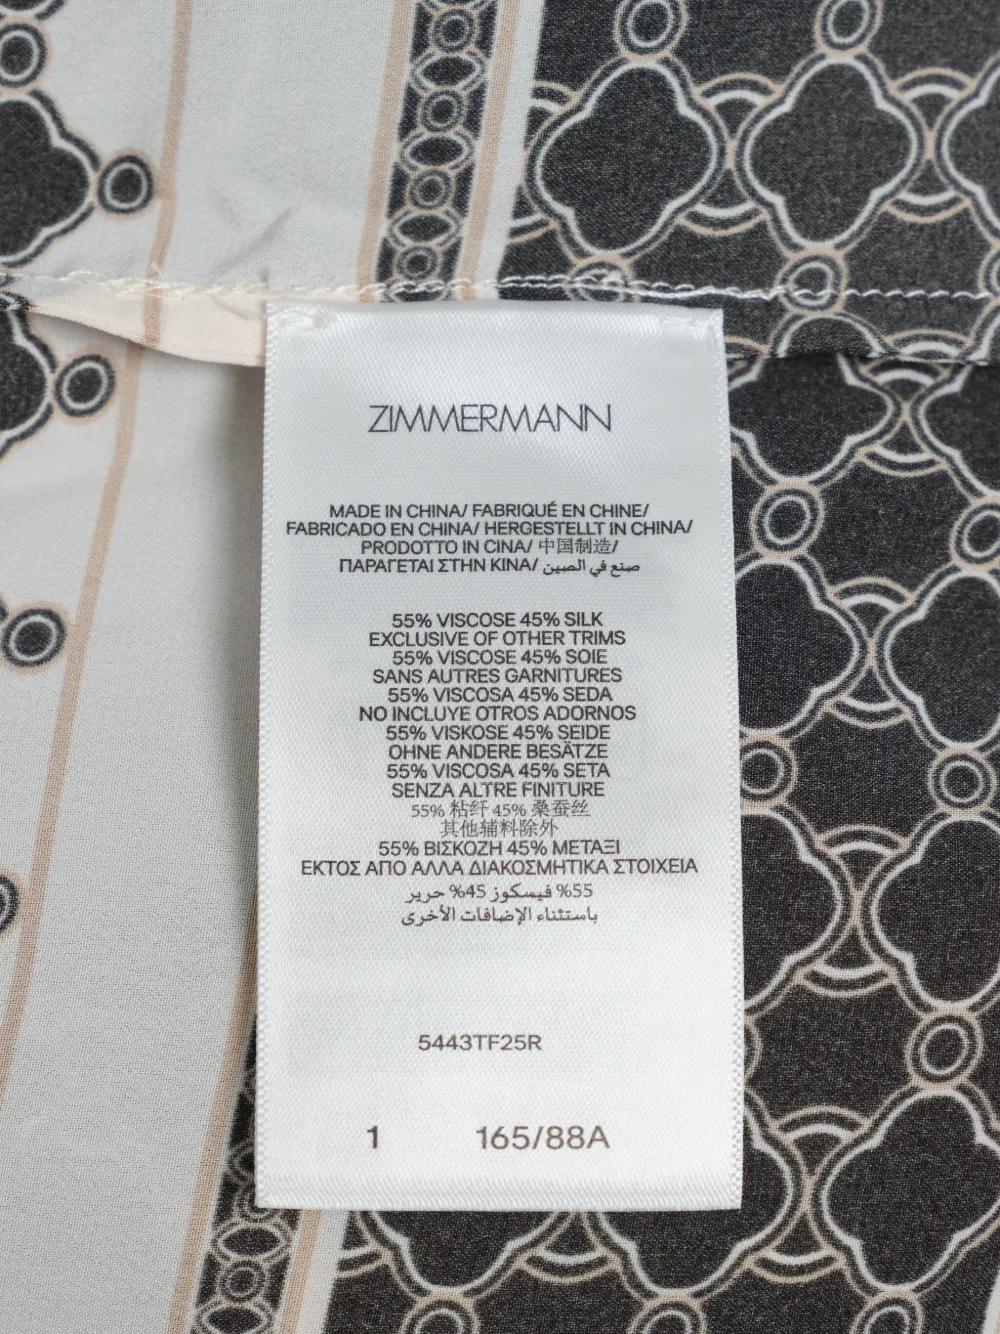 ZIMMERMANN
MADE IN CHINA/ FABRIQUÉ EN CHINE/
FABRICADO EN CHINA/ HERGESTELLT IN CHINA/
PRODOTTO IN CINA/ 中国制造/
ΠΑΡΑΓΕΤΑΙ ΣΤΗΝ ΚΙΝΑ/ صنع في الصين
55% VISCOSE 45% SILK
EXCLUSIVE OF OTHER TRIMS
55% VISCOSE 45% SOIE
SANS AUTRES GARNITURES
55% VISCOSA 45% SEDA
NO INCLUYE OTROS ADORNOS
55% VISKOSE 45% SEIDE
OHNE ANDERE BESÄTZE
55% VISCOSA 45% SETA
SENZA ALTRE FINITURE
55% 粘纤 45% 桑蚕丝
其他辅料除外
55% ΒΙΣΚΟΖΗ 45% ΜΕΤΑΞΙ
ΕΚΤΟΣ ΑΠΟ ΑΛΛΑ ΔΙΑΚΟΣΜΗΤΙΚΑ ΣΤΟΙΧΕΙΑ
55% فيسكوز 45% حرير
باستثناء الإضافات الأخرى
5443TF25R
1 165/88A